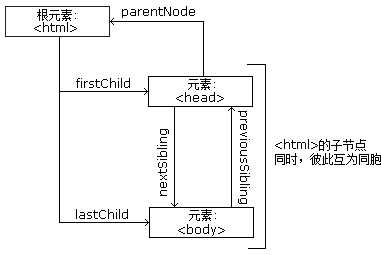 parentNode
根元素:
<html>
firstChild
元素:
<head>
nextSibling
previousSibling
<html>的子节点
同时，彼此互为同胞
lastChild
元素:
<body>